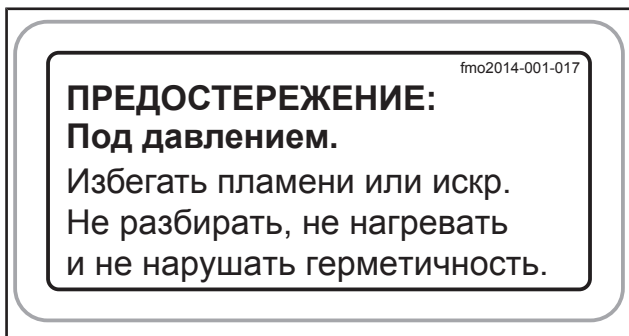 fmo2014-001-017
ПРЕДОСТЕРЕЖЕНИЕ:
Под давлением.
Избегать пламени или искр.
Не разбирать, не нагревать
и не нарушать герметичность.